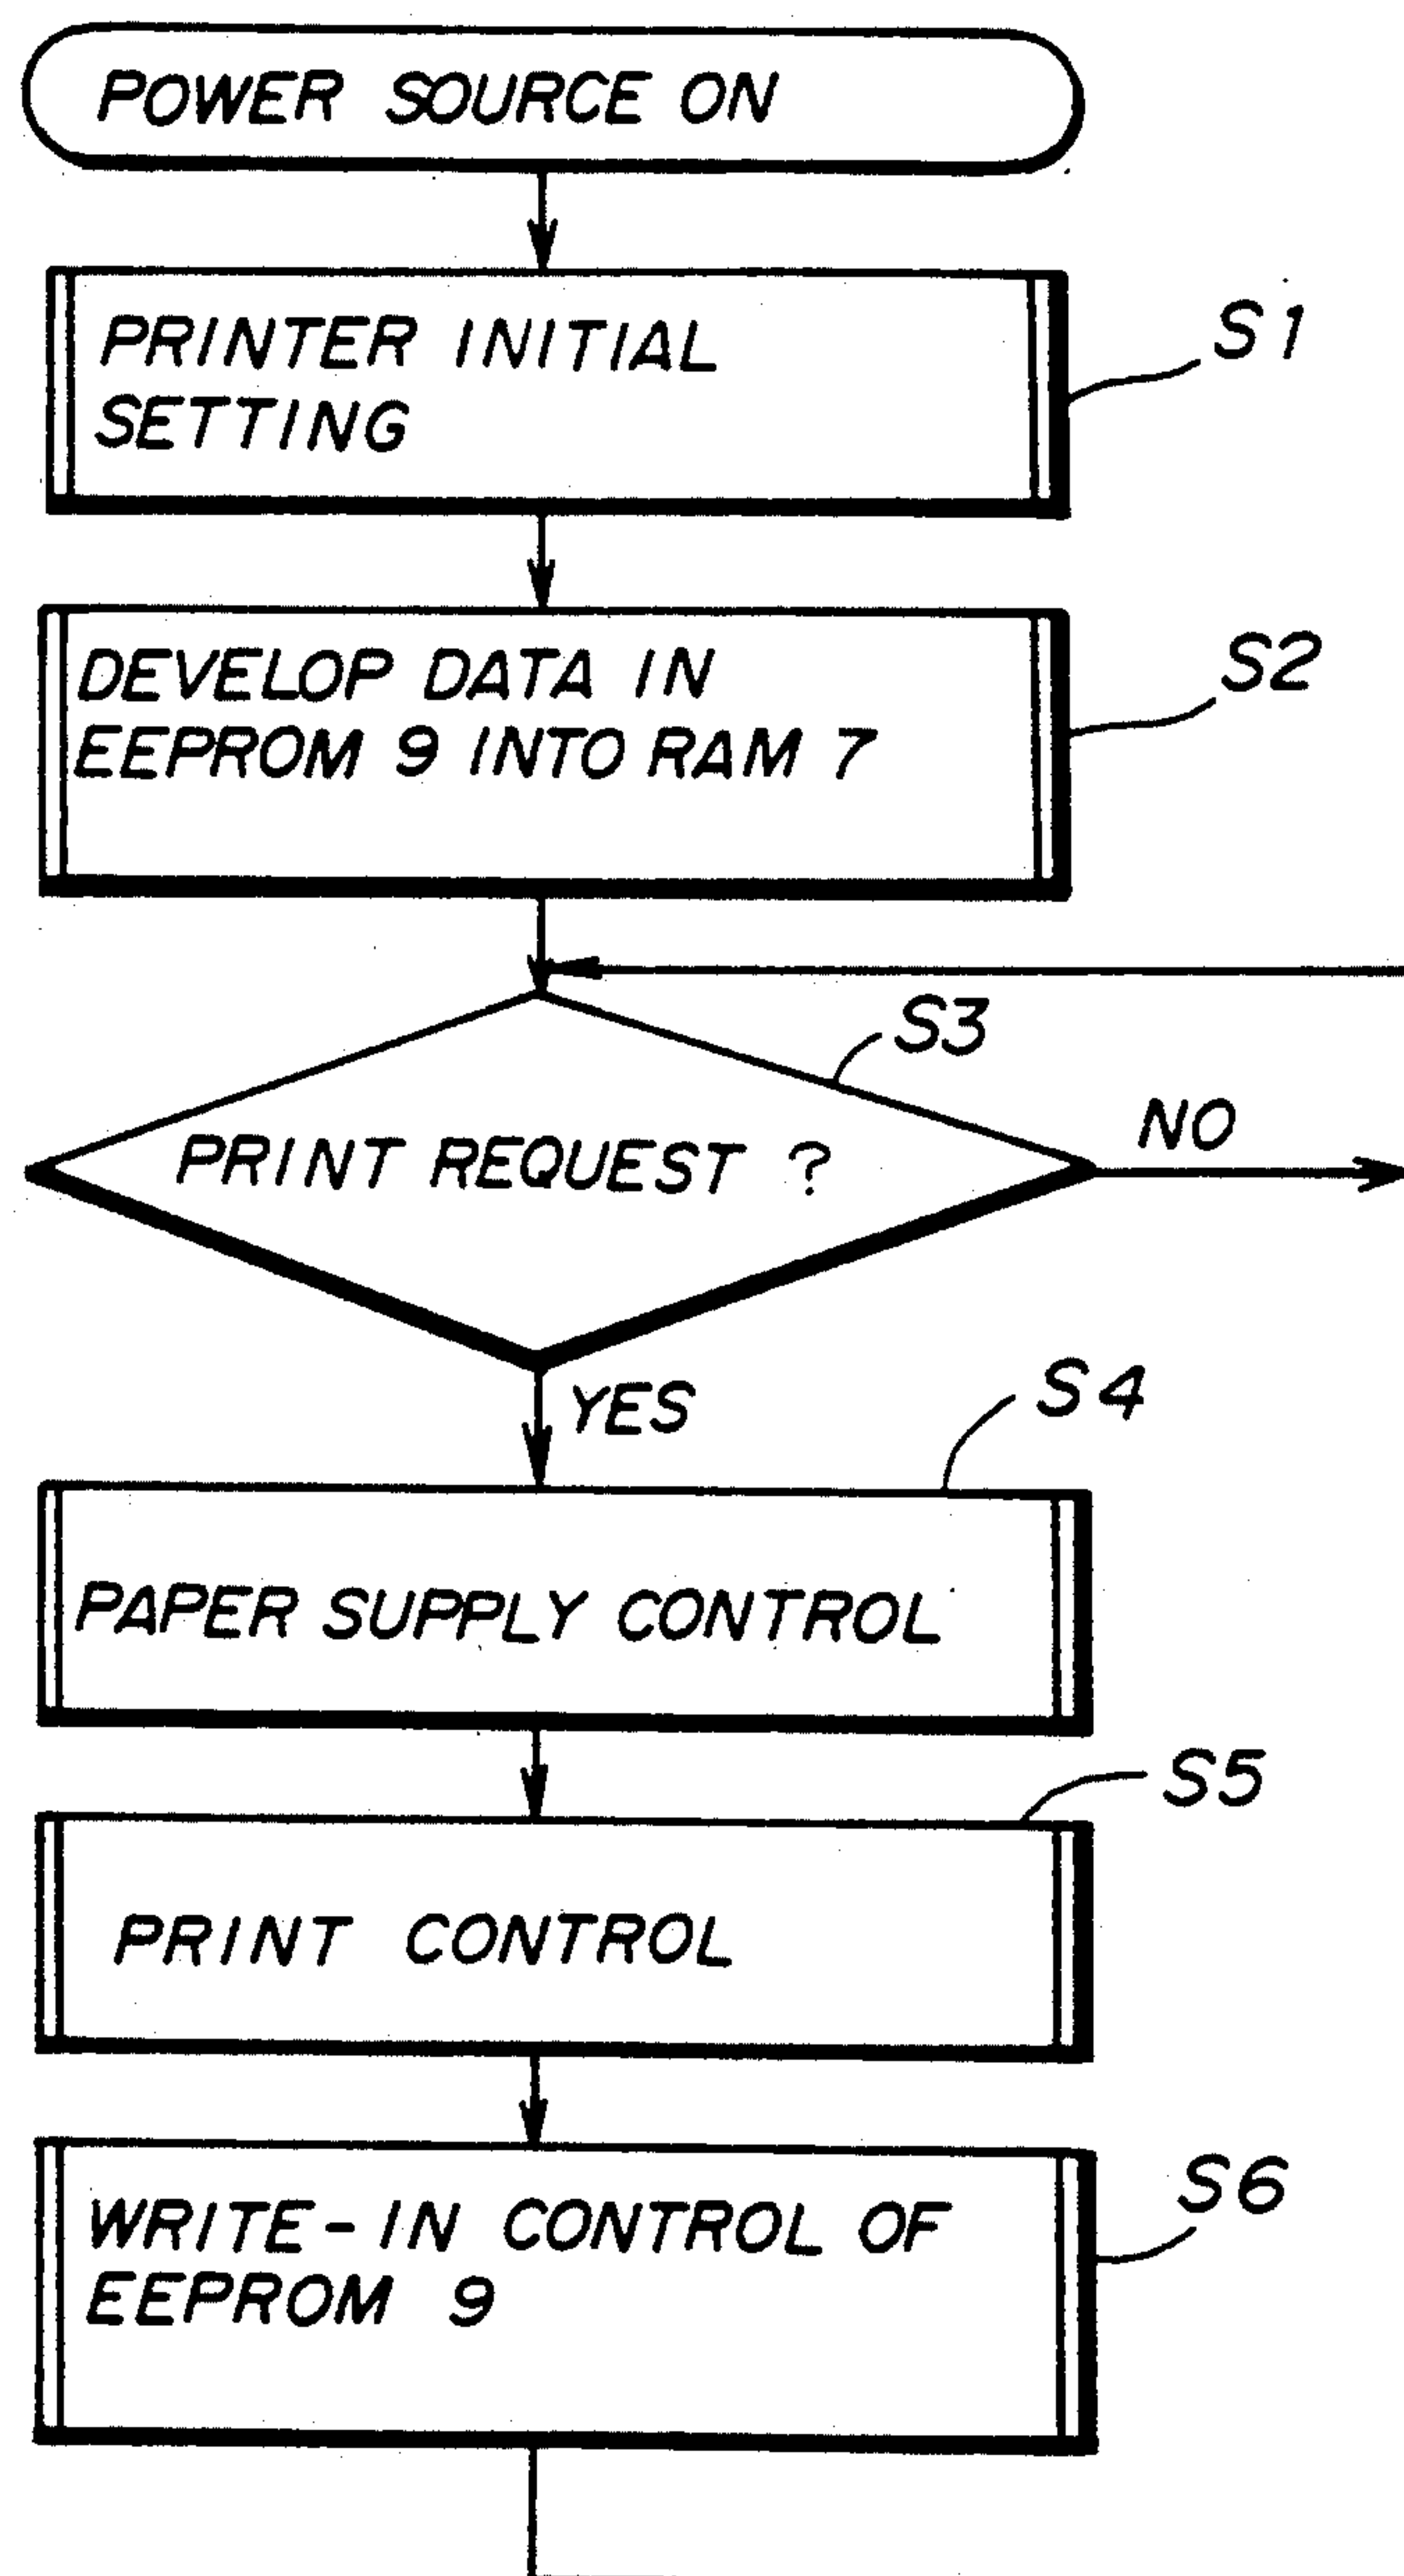 POWER SOURCE ON
PRINTER INITIAL
SETTING
S1
DEVELOP DATA IN
EEPROM 9 INTO RAM 7
S2
S3
PRINT REQUEST ?
NO
YES
S4
PAPER SUPPLY CONTROL
S5
PRINT CONTROL
S6
WRITE-IN CONTROL OF
EEPROM 9